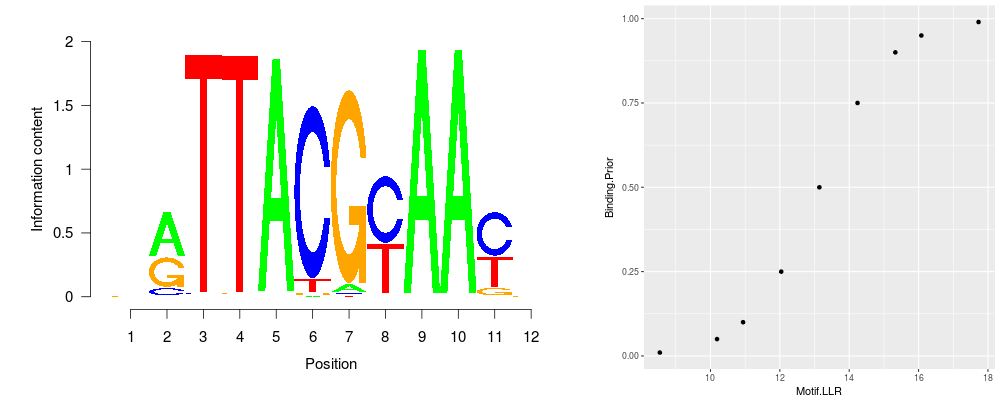 Information content
2
1.5
1
0.5
0
A
G
C
T
T
A
C
T
G
A
C
T
A
A
C
T
G
1 2 3 4 5 6 7 8 9 10 11 12
Position
Binding.Prior
1.00
0.75
0.50
0.25
0.00
10 12 14 16 18
Motif.LLR